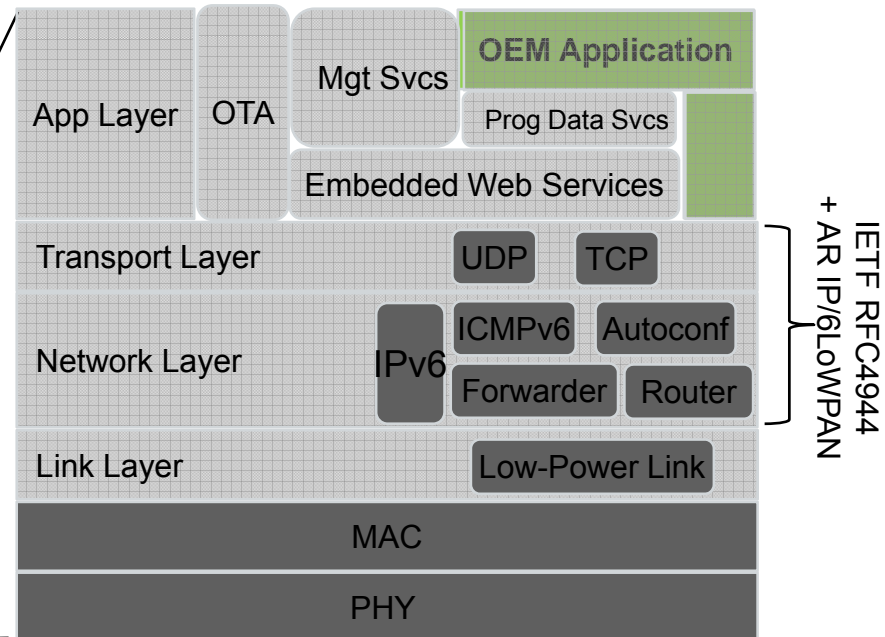 App Layer
OTA
Mgt Svcs
OEM Application
Prog Data Svcs
Embedded Web Services
Transport Layer
UDP
TCP
Network Layer
IPv6
ICMPv6
Autoconf
Forwarder
Router
Link Layer
Low-Power Link
MAC
PHY
IETF RFC4944
+ AR IP/6LoWPAN